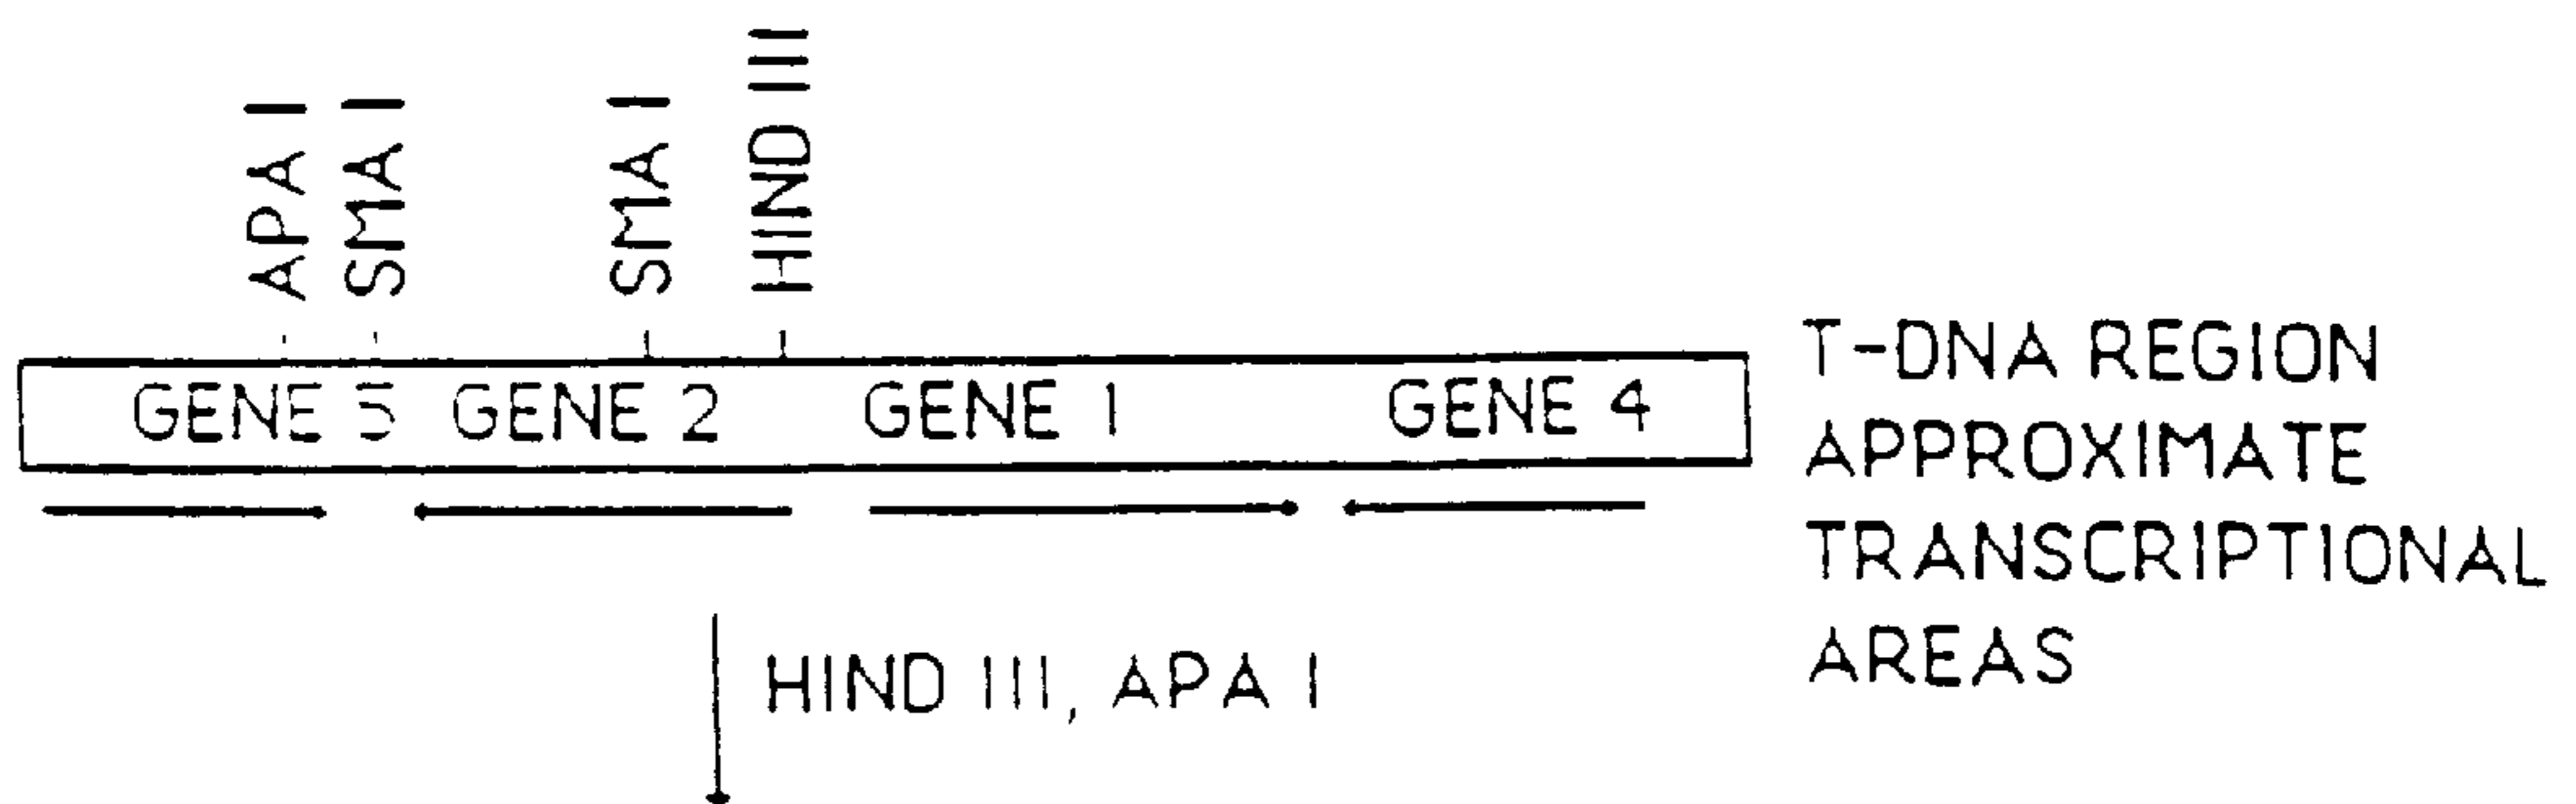 APA I
SMA I
SMA I
HIND III
GENE 5 GENE 2 GENE 1 GENE 4
T-DNA REGION
APPROXIMATE
TRANSCRIPTIONAL
AREAS
HIND III, APA I